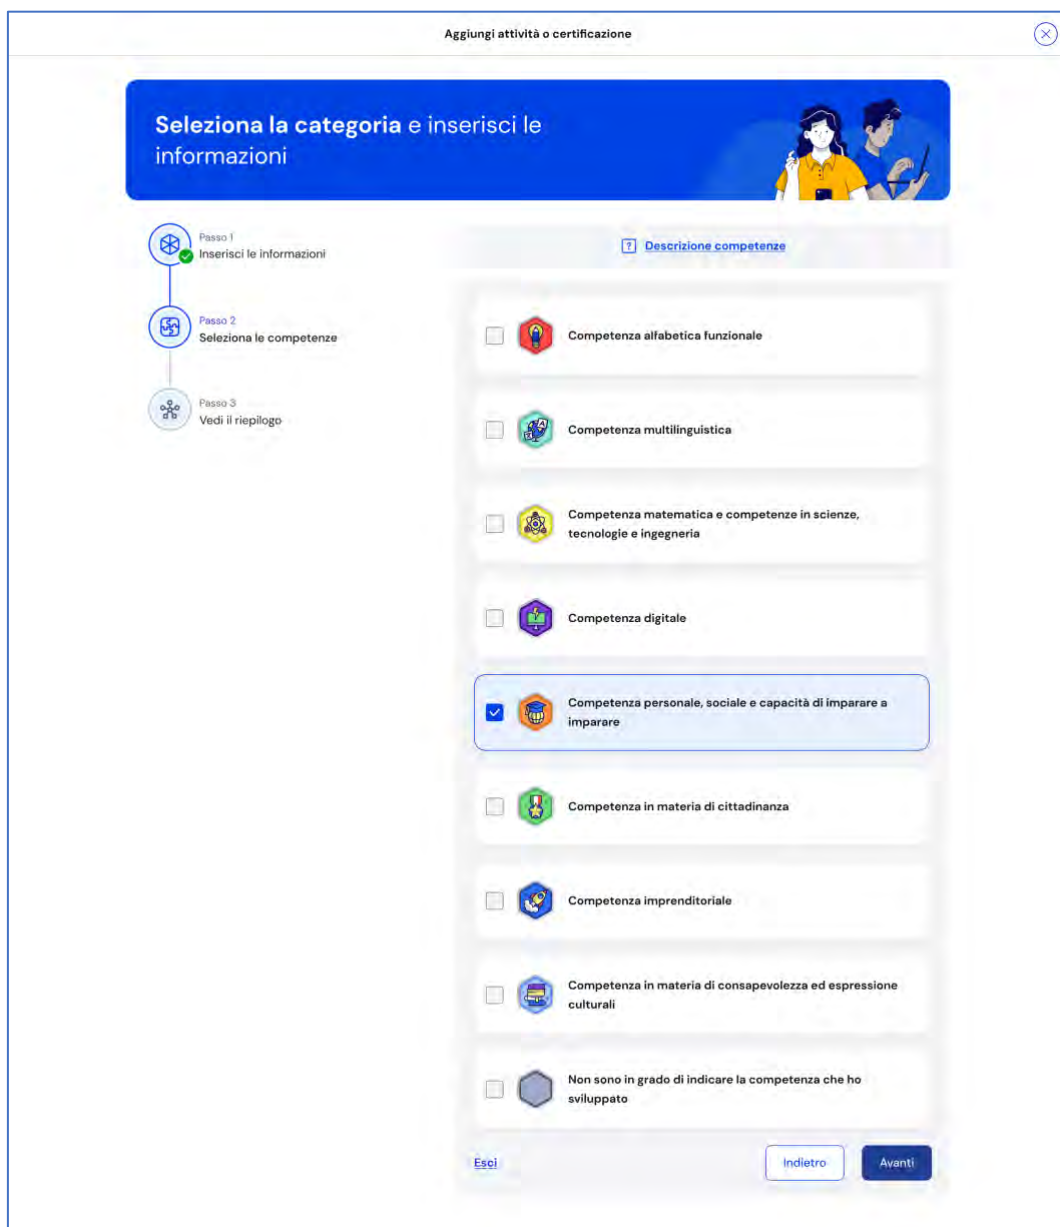 Aggiungi attività o certificazione
Seleziona la categoria e inserisci le
informazioni
Passo 1
Inserisci le informazioni
Passo 2
Seleziona le competenze
Passo 3
Vedi il riepilogo
? Descrizione competenze
Competenza alfabetica funzionale
Competenza multilinguistica
Competenza matematica e competenze in scienze,
tecnologie e ingegneria
Competenza digitale
Competenza personale, sociale e capacità di imparare a
imparare
Competenza in materia di cittadinanza
Competenza imprenditoriale
Competenza in materia di consapevolezza ed espressione
culturali
Non sono in grado di indicare la competenza che ho
sviluppato
Esci
Indietro
Avanti